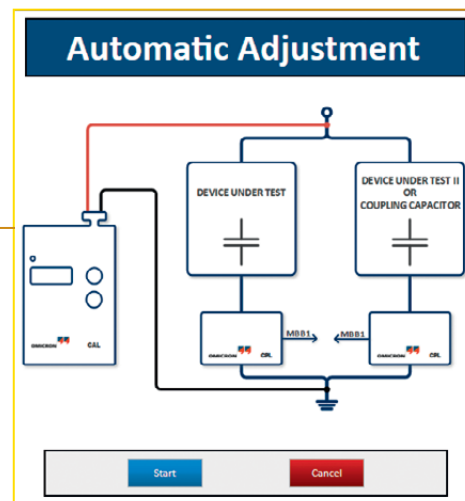 Automatic Adjustment
DEVICE UNDER TEST
DEVICE UNDER TEST II
OR
COUPLING CAPACITOR
MBB1
MBB1
OMICRON CAL
OMICRON CPL
OMICRON CPL
Start
Cancel